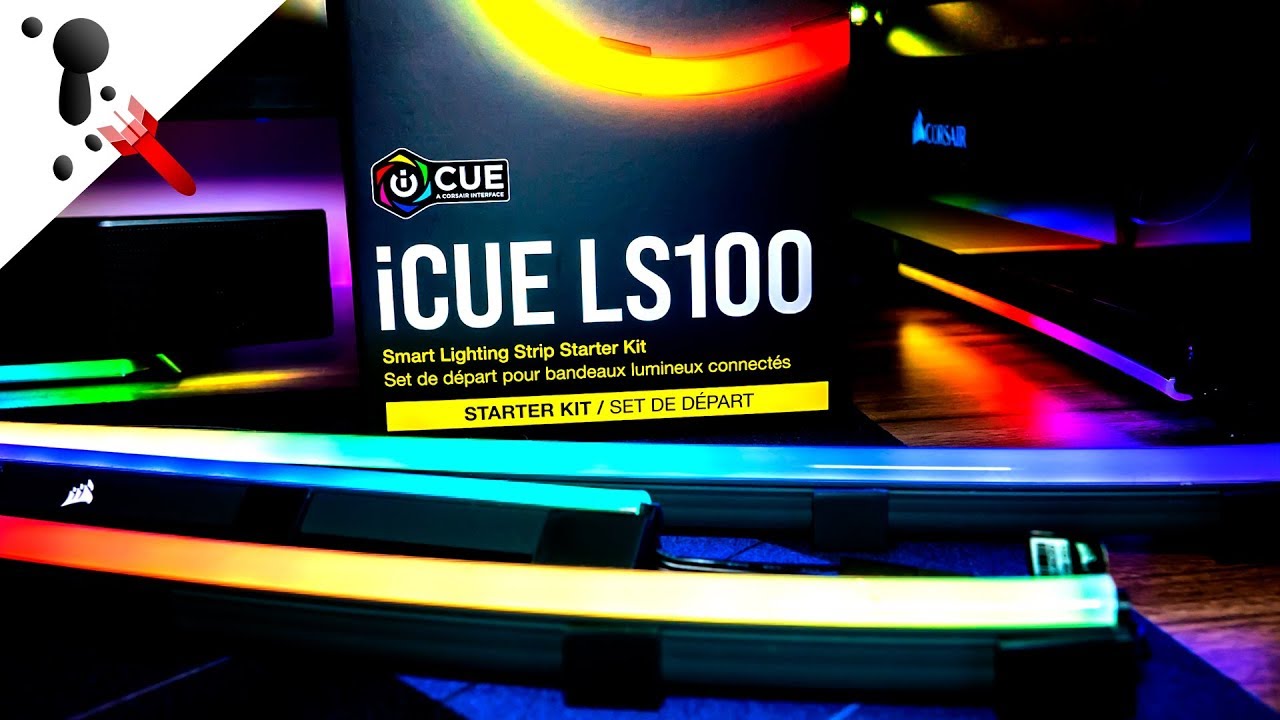 CUE
A CORSAIR INTERFACE
CORSAIR
iCUE LS100
Smart Lighting Strip Starter Kit
Set de départ pour bandeaux lumineux connectés
STARTER KIT / SET DE DÉPART